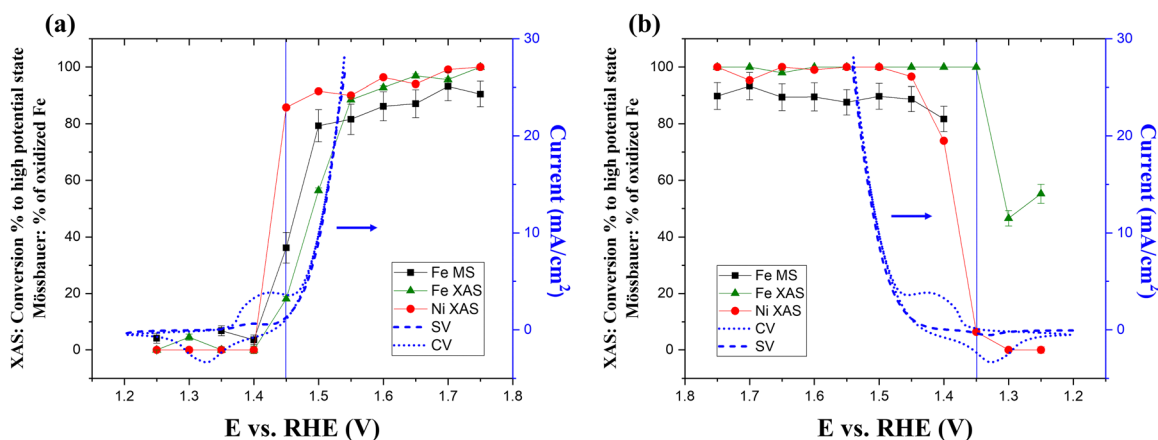 (a)
XAS: Conversion % to high potential state
Mössbauer: % of oxidized Fe
100
80
60
40
20
0
1.2 1.3 1.4 1.5 1.6 1.7 1.8
E vs. RHE (V)
30
20
10
0
Current (mA/cm²)
Fe MS
Fe XAS
Ni XAS
SV
CV
(b)
XAS: Conversion % to high potential state
Mössbauer: % of oxidized Fe
100
80
60
40
20
0
1.8 1.7 1.6 1.5 1.4 1.3 1.2
E vs. RHE (V)
30
20
10
0
Current (mA/cm²)
Fe MS
Fe XAS
Ni XAS
CV
SV